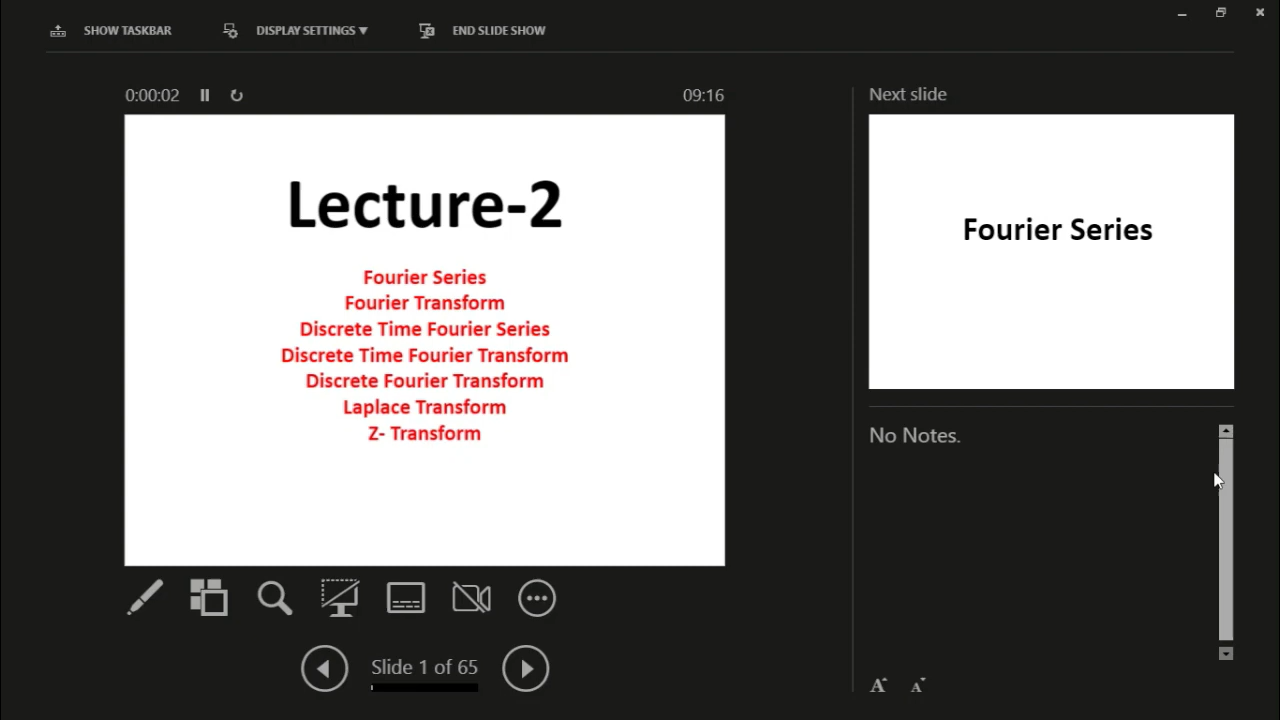 SHOW TASKBAR
DISPLAY SETTINGS ▼
END SLIDE SHOW
0:00:02
09:16
Lecture-2
Fourier Series
Fourier Transform
Discrete Time Fourier Series
Discrete Time Fourier Transform
Discrete Fourier Transform
Laplace Transform
Z- Transform
Slide 1 of 65
Next slide
Fourier Series
No Notes.
A A